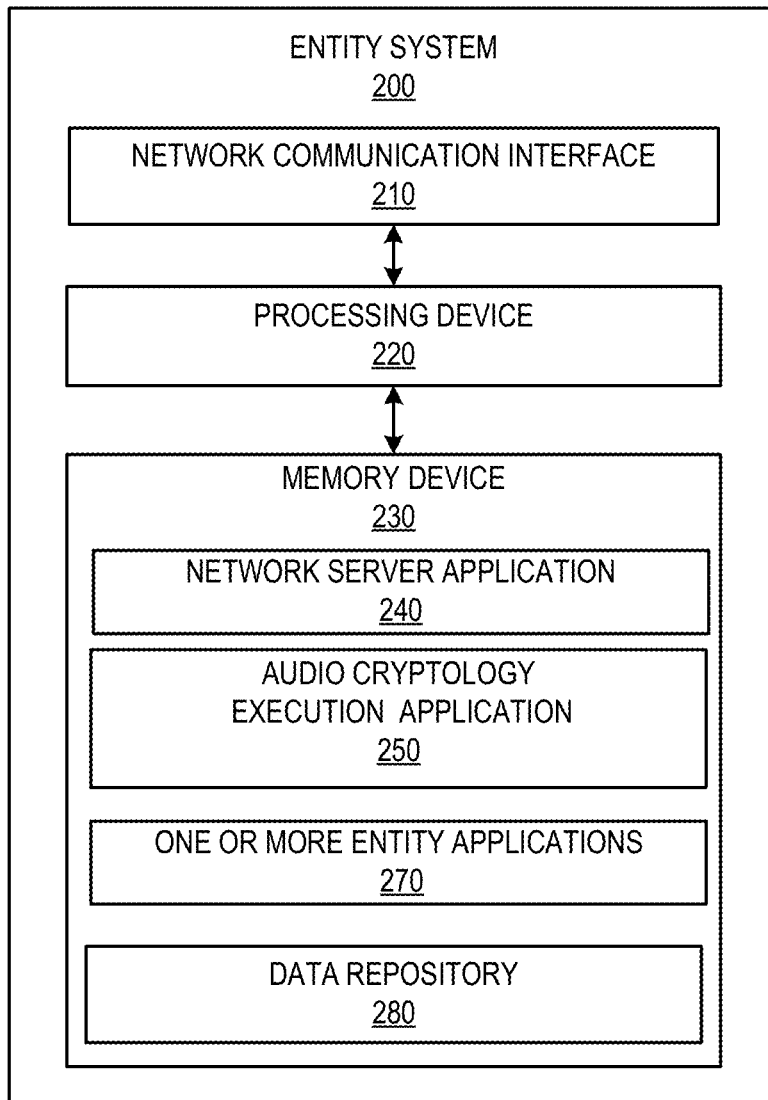 ENTITY SYSTEM
200
NETWORK COMMUNICATION INTERFACE
210
PROCESSING DEVICE
220
MEMORY DEVICE
230
NETWORK SERVER APPLICATION
240
AUDIO CRYPTOLOGY
EXECUTION APPLICATION
250
ONE OR MORE ENTITY APPLICATIONS
270
DATA REPOSITORY
280